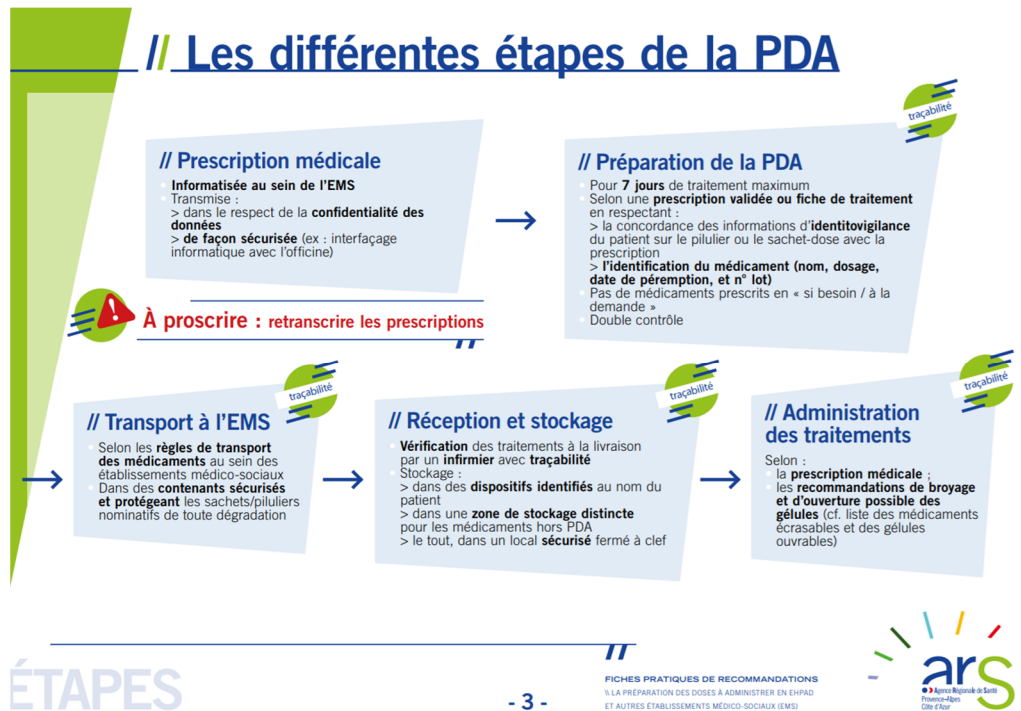 // Les différentes étapes de la PDA
// Prescription médicale
• Informatisée au sein de l'EMS
• Transmise :
> dans le respect de la confidentialité des
données
> de façon sécurisée (ex : interfaçage
informatique avec l'officine)
traçabilité
// Préparation de la PDA
• Pour 7 jours de traitement maximum
• Selon une prescription validée ou fiche de traitement
en respectant :
> la concordance des informations d'identitovigilance
du patient sur le pilulier ou le sachet-dose avec la
prescription
> l'identification du médicament (nom, dosage,
date de péremption, et n° lot)
• Pas de médicaments prescrits en « si besoin / à la
demande »
• Double contrôle
! À proscrire : retranscrire les prescriptions
traçabilité
// Transport à l'EMS
• Selon les règles de transport
des médicaments au sein des
établissements médico-sociaux
• Dans des contenants sécurisés
et protégeant les sachets/piluliers
nominatifs de toute dégradation
traçabilité
// Réception et stockage
• Vérification des traitements à la livraison
par un infirmier avec traçabilité
• Stockage :
> dans des dispositifs identifiés au nom du
patient
> dans une zone de stockage distincte
pour les médicaments hors PDA
> le tout, dans un local sécurisé fermé à clef
traçabilité
// Administration
des traitements
Selon :
• la prescription médicale ;
• les recommandations de broyage
et d'ouverture possible des
gélules (cf. liste des médicaments
écrasables et des gélules
ouvrables)
ÉTAPES
- 3 -
FICHES PRATIQUES DE RECOMMANDATIONS
\\ LA PRÉPARATION DES DOSES À ADMINISTRER EN EHPAD
ET AUTRES ÉTABLISSEMENTS MÉDICO-SOCIAUX (EMS)
ars
Agence Régionale de Santé
Provence-Alpes
Côte d'Azur